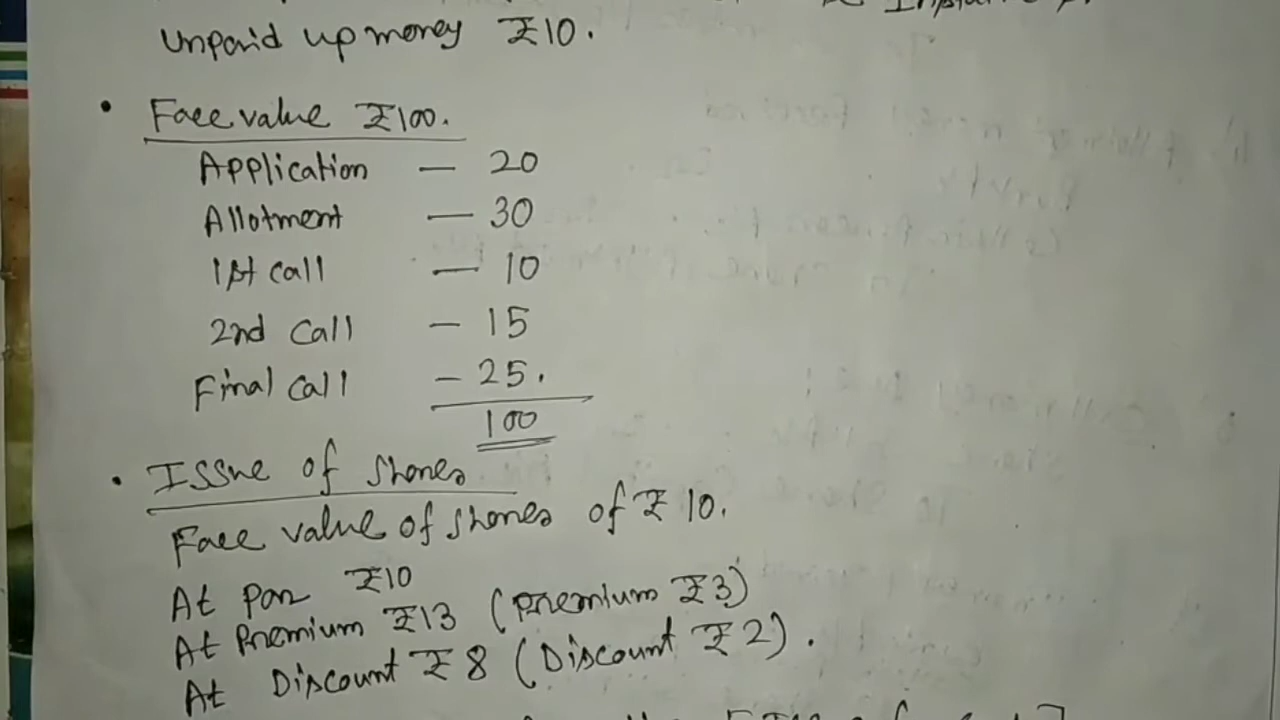 Unpaid up money ₹10.
• Face value ₹100.
Application — 20
Allotment — 30
1st call — 10
2nd call — 15
Final call — 25.
100
• Issue of shares
Face value of shares of ₹10.
At par ₹10
At Premium ₹13 (Premium ₹3)
At Discount ₹8 (Discount ₹2).